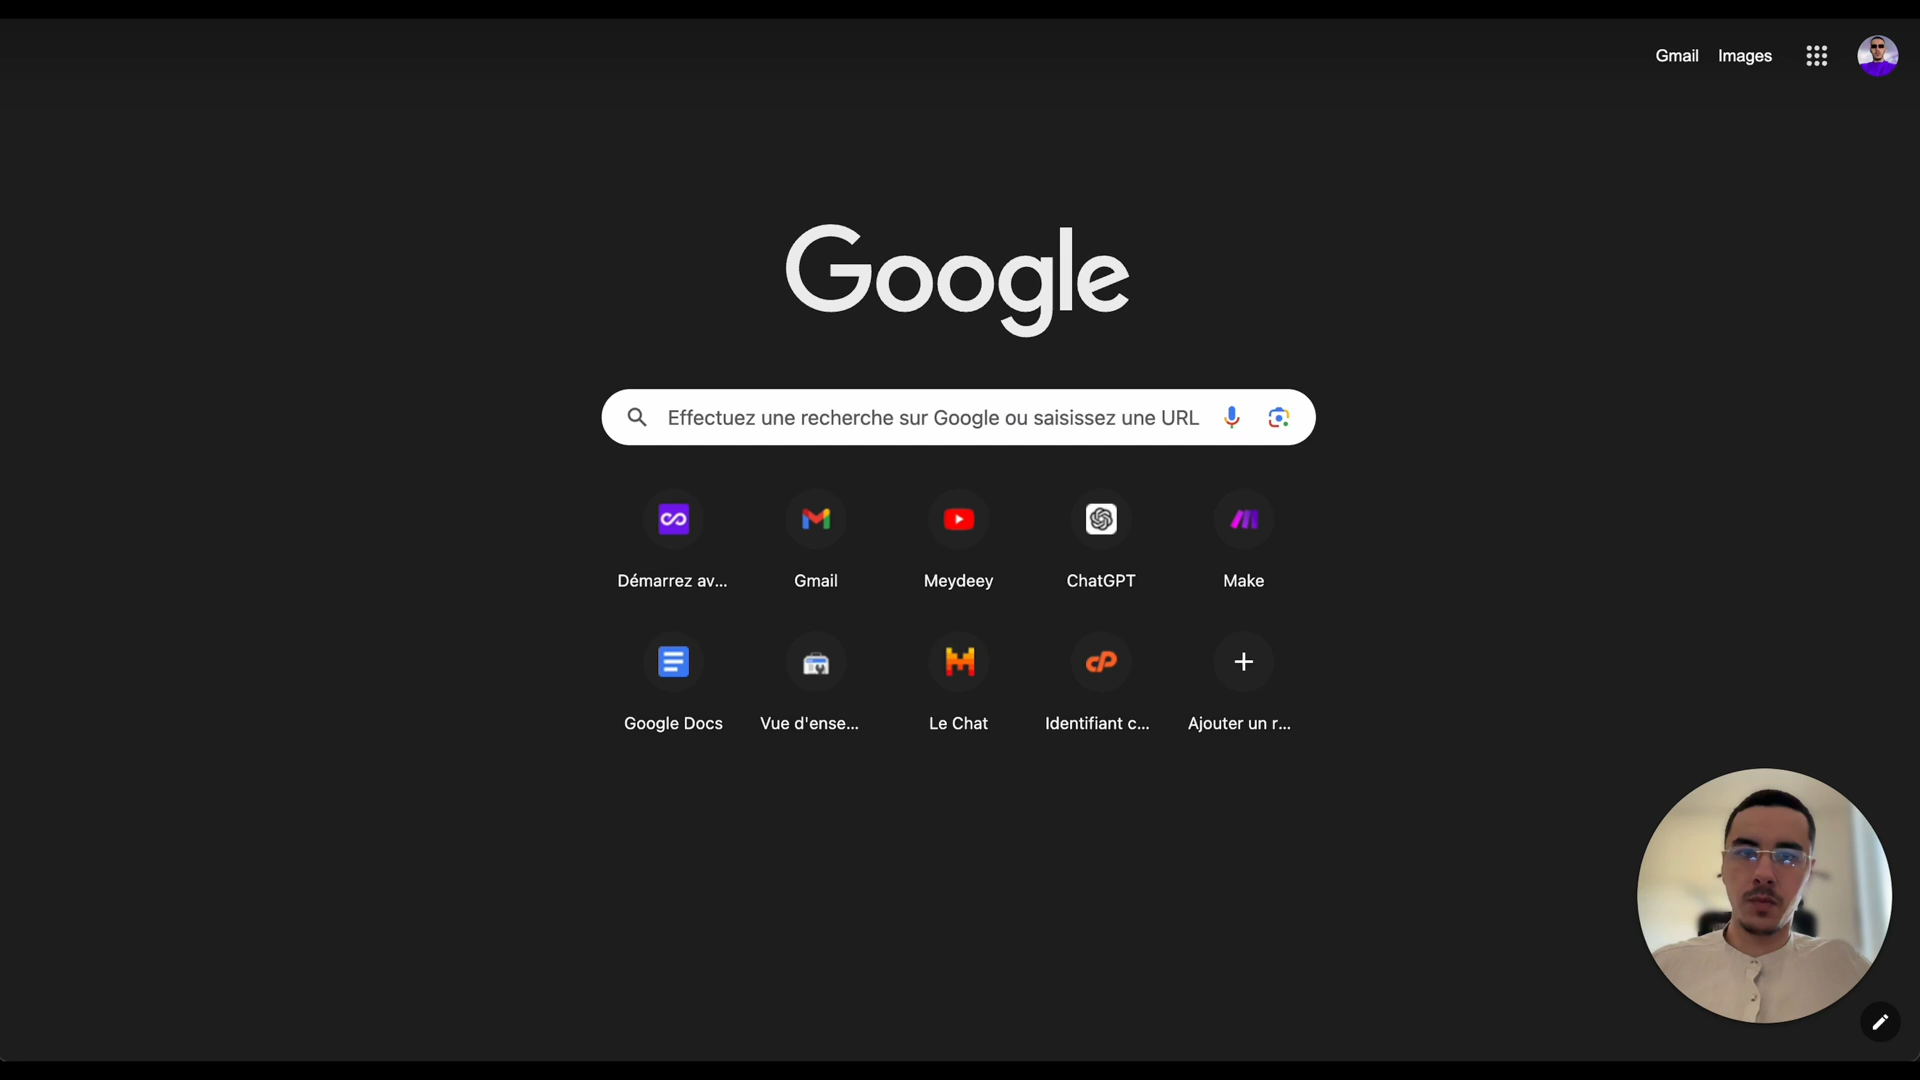 Gmail Images
Google
Effectuez une recherche sur Google ou saisissez une URL
Démarrez av...
Gmail
Meydeey
ChatGPT
Make
Google Docs
Vue d'ense...
Le Chat
Identifiant c...
Ajouter un r...